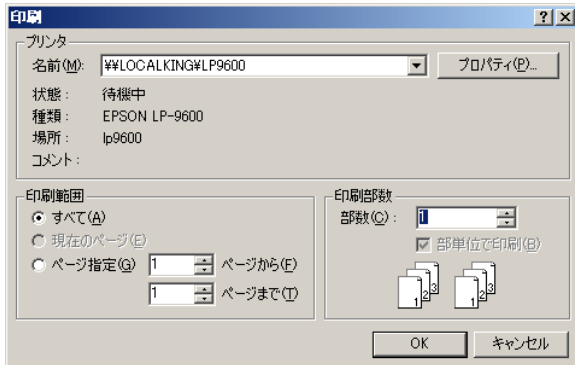 印刷
プリンタ
名前(M): ¥¥LOCALKING¥LP9600 プロパティ(P)...
状態: 待機中
種類: EPSON LP-9600
場所: lp9600
コメント:
印刷範囲
すべて(A)
現在のページ(E)
ページ指定(G) 1 ページから(F)
1 ページまで(T)
印刷部数
部数(C): 1
部単位で印刷(B)
1 2 3 1 2 3
OK キャンセル